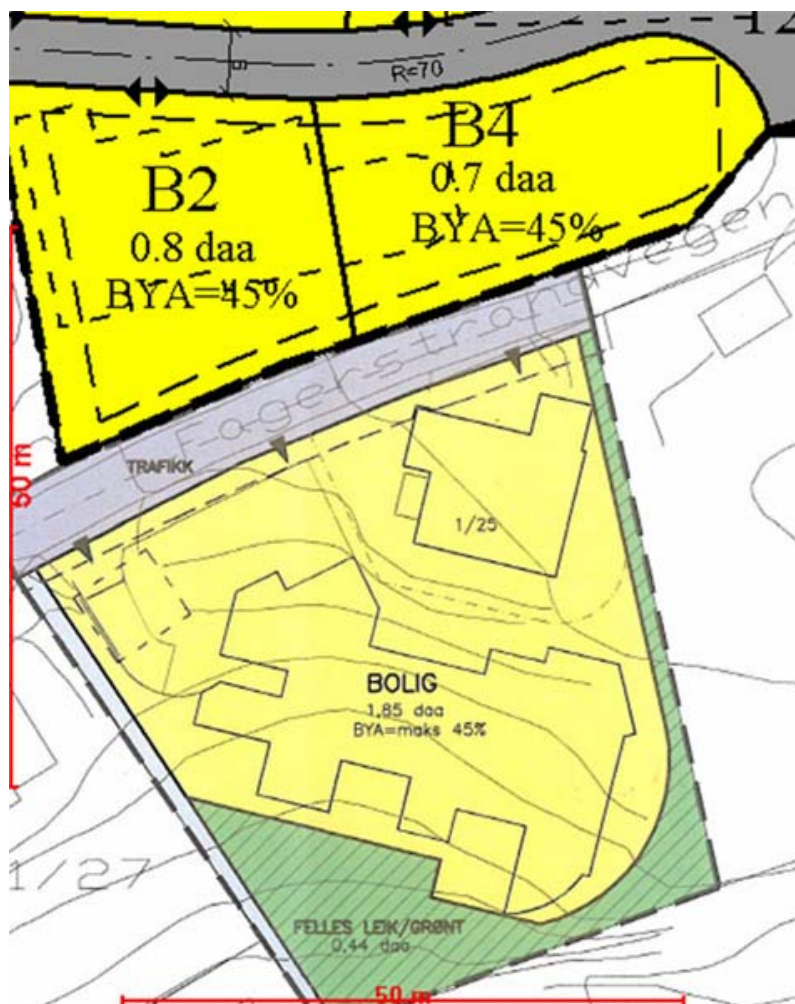 R=70
B4
0.7 daa
BYA=45%
B2
0.8 daa
BYA=45%
Fagerstrandvegen
TRAFIKK
1/25
BOLIG
1,85 daa
BYA=maks 45%
1/27
FELLES LEIK/GRØNT
0,44 daa
50 m